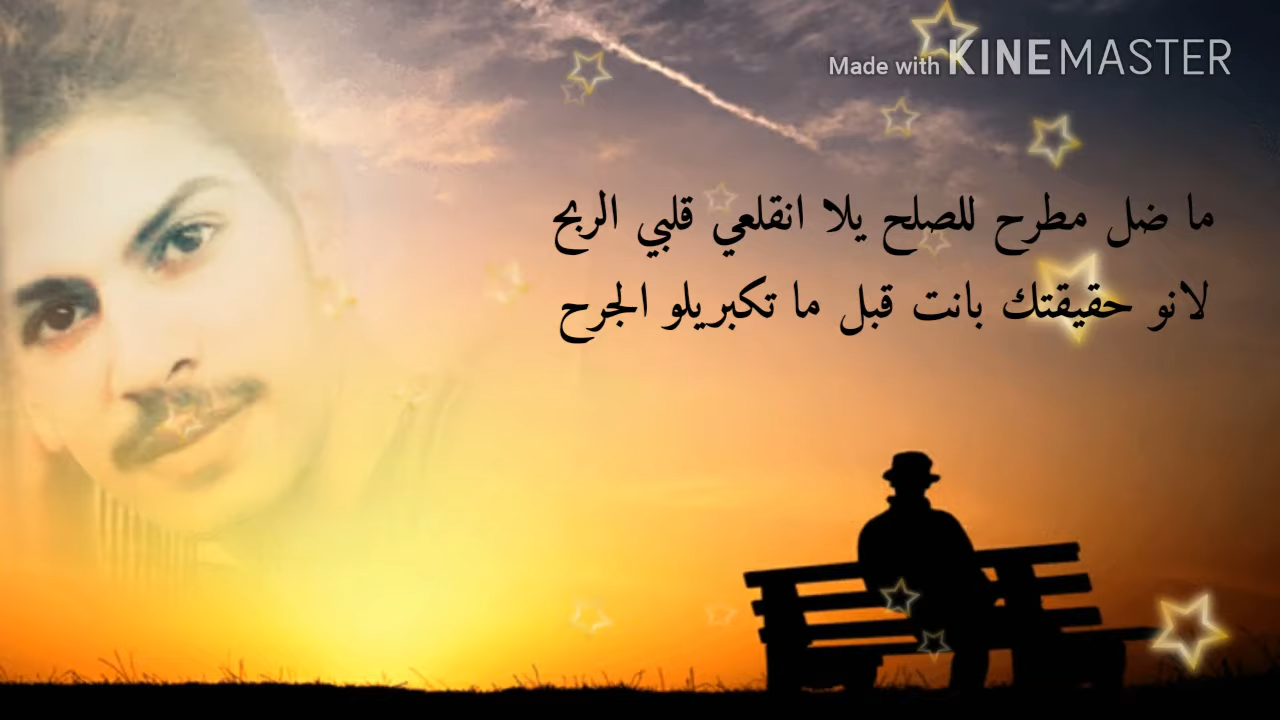 Made with KINEMASTER
ما ضل مطرح للصلح يلا انقلعي قلبي الربح
لانو حقيقتك بانت قبل ما تكبريلو الجرح